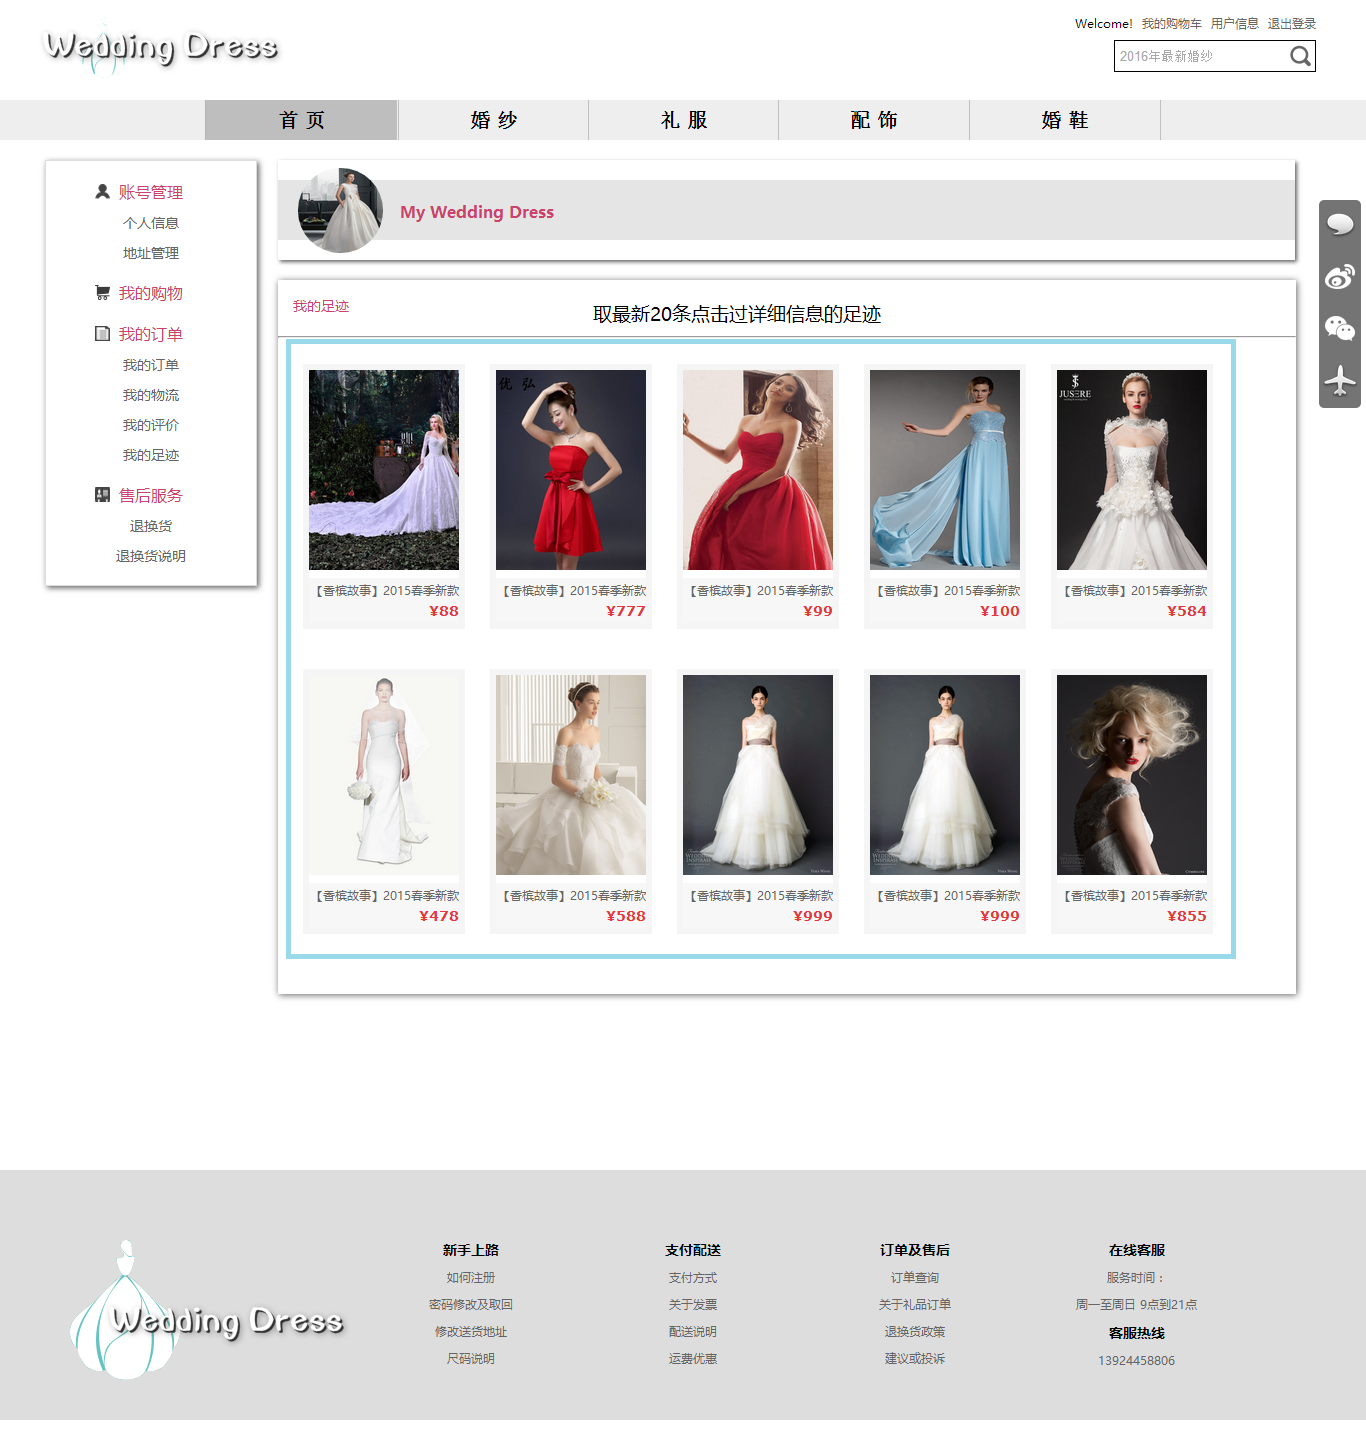 Wedding Dress
Welcome! 我的购物车 用户信息 退出登录
2016年最新婚纱
首 页 婚 纱 礼 服 配 饰 婚 鞋
账号管理
个人信息
地址管理
我的购物
我的订单
我的订单
我的物流
我的评价
我的足迹
售后服务
退换货
退换货说明
My Wedding Dress
我的足迹
取最新20条点击过详细信息的足迹
优 弘
JUSERE
【香槟故事】2015春季新款 【香槟故事】2015春季新款 【香槟故事】2015春季新款 【香槟故事】2015春季新款 【香槟故事】2015春季新款
¥88 ¥777 ¥99 ¥100 ¥584
【香槟故事】2015春季新款 【香槟故事】2015春季新款 【香槟故事】2015春季新款 【香槟故事】2015春季新款 【香槟故事】2015春季新款
¥478 ¥588 ¥999 ¥999 ¥855
Wedding Dress
新手上路 支付配送 订单及售后 在线客服
如何注册 支付方式 订单查询 服务时间：
密码修改及取回 关于发票 关于礼品订单 周一至周日 9点到21点
修改送货地址 配送说明 退换货政策 客服热线
尺码说明 运费优惠 建议或投诉 13924458806